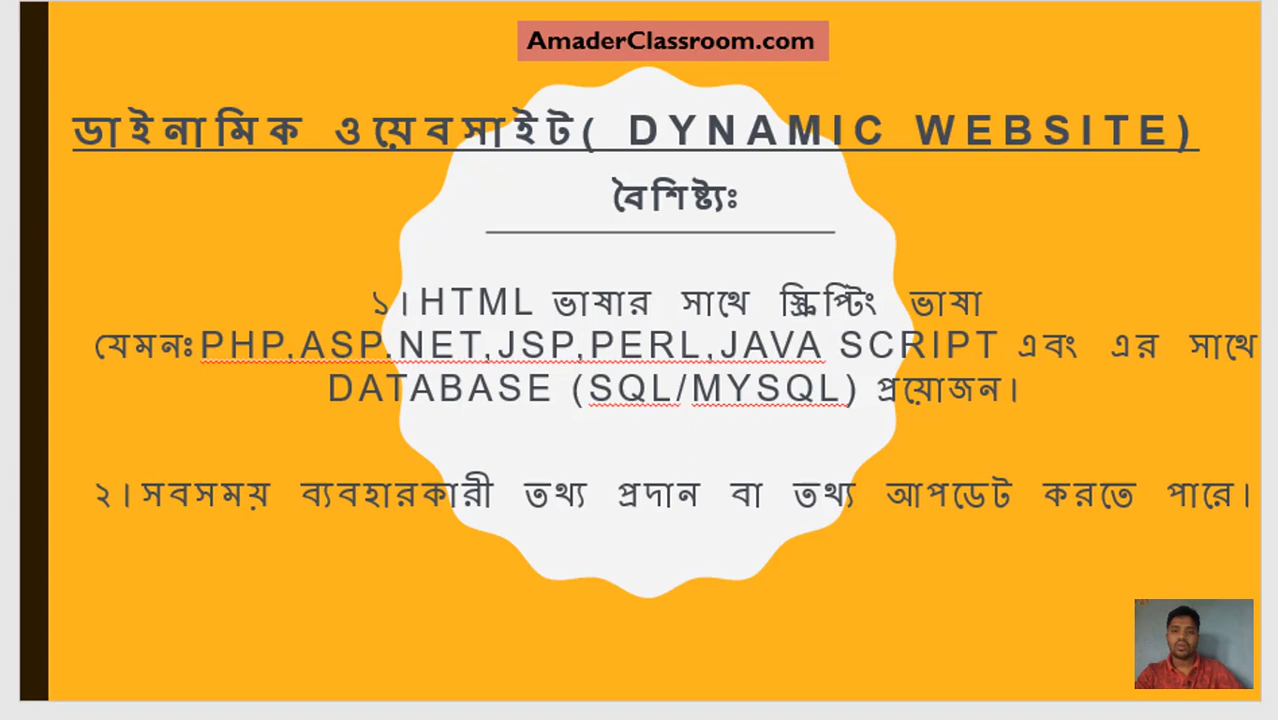 AmaderClassroom.com
ডাইনামিক ওয়েবসাইট( DYNAMIC WEBSITE)
বৈশিষ্ট্যঃ
১।HTML ভাষার সাথে স্ক্রিপ্টিং ভাষা
যেমনঃPHP,ASP.NET,JSP,PERL,JAVA SCRIPT এবং এর সাথে
DATABASE (SQL/MYSQL) প্রয়োজন।
২।সবসময় ব্যবহারকারী তথ্য প্রদান বা তথ্য আপডেট করতে পারে।